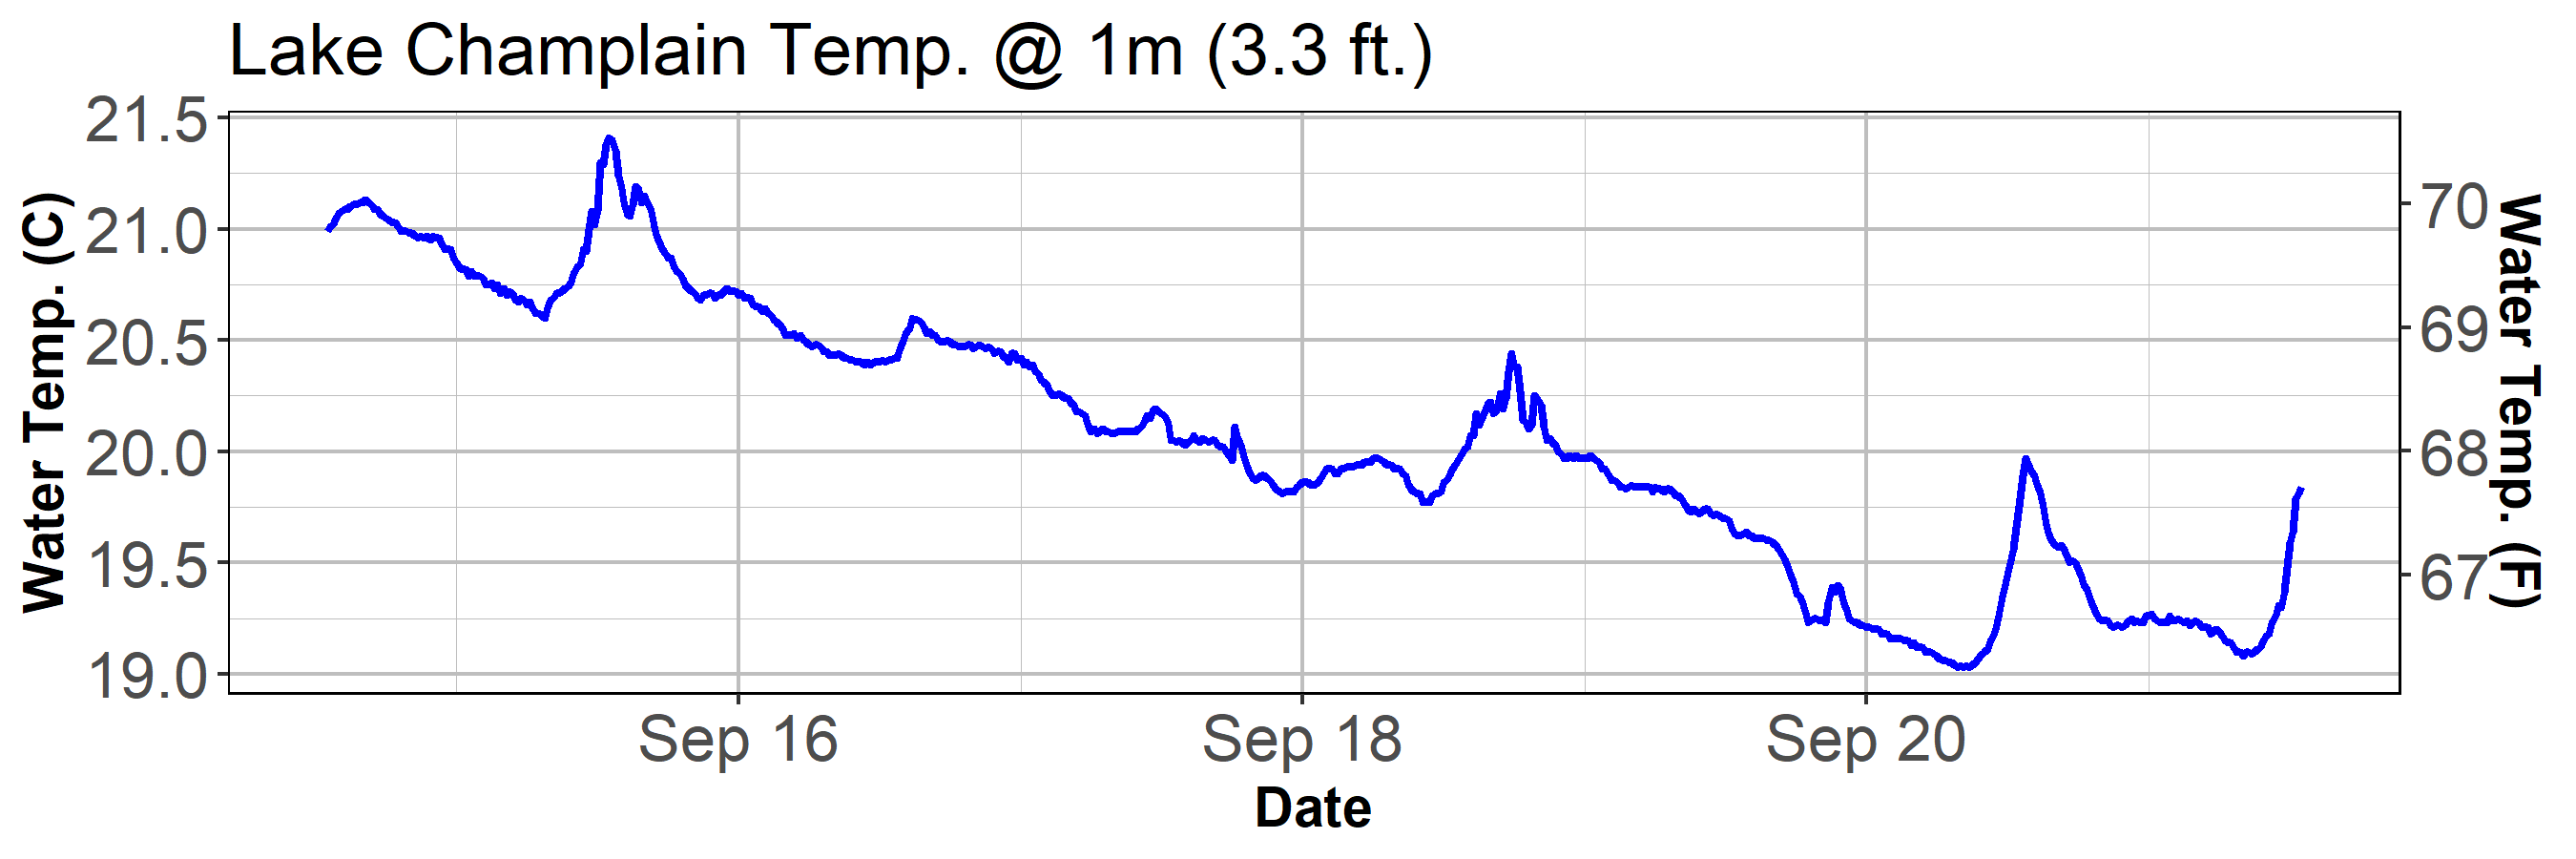 Lake Champlain Temp. @ 1m (3.3 ft.)
Water Temp. (C)
21.5
21.0
20.5
20.0
19.5
19.0
70
69
68
67
Water Temp. (F)
Sep 16
Sep 18
Sep 20
Date